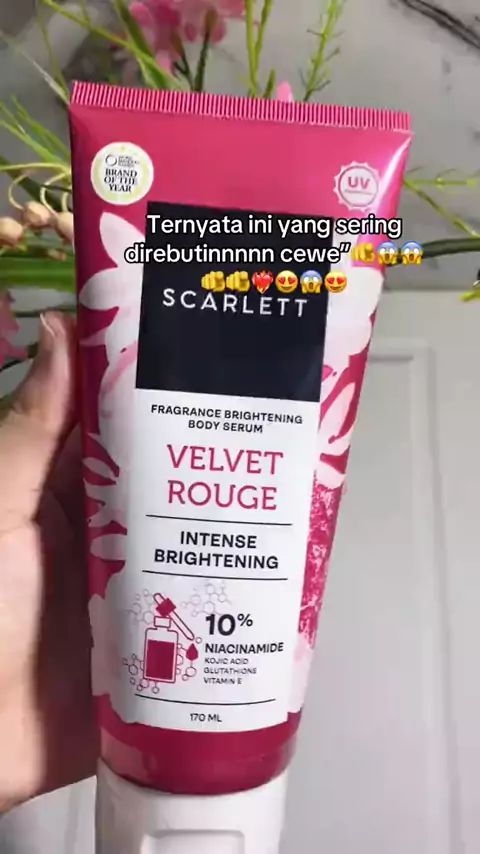 BRAND
OF THE
YEAR
UV
Ternyata ini yang sering
direbutinnnnn cewe”🫵😱😱
🫵🫵❤️‍🔥😍😱😍
SCARLETT
FRAGRANCE BRIGHTENING
BODY SERUM
VELVET
ROUGE
INTENSE
BRIGHTENING
10%
NIACINAMIDE
KOJIC ACID
GLUTATHIONE
VITAMIN E
170 ML